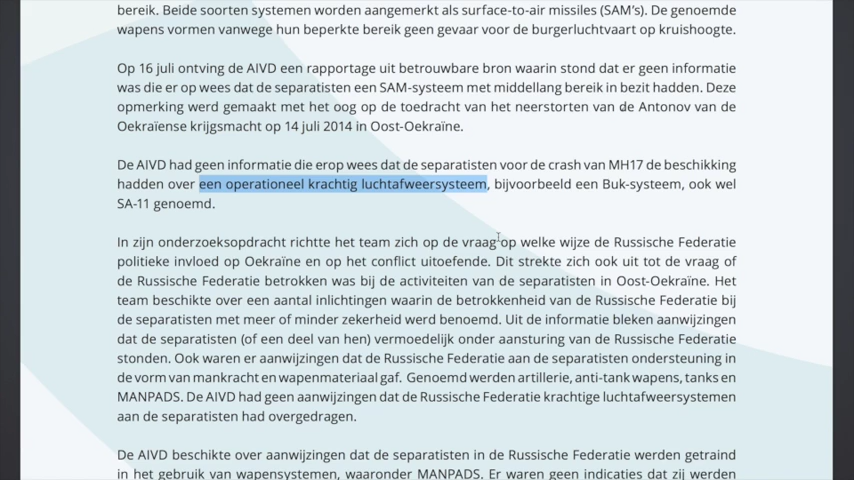 bereik. Beide soorten systemen worden aangemerkt als surface-to-air missiles (SAM's). De genoemde
wapens vormen vanwege hun beperkte bereik geen gevaar voor de burgerluchtvaart op kruishoogte.
Op 16 juli ontving de AIVD een rapportage uit betrouwbare bron waarin stond dat er geen informatie
was die er op wees dat de separatisten een SAM-systeem met middellang bereik in bezit hadden. Deze
opmerking werd gemaakt met het oog op de toedracht van het neerstorten van de Antonov van de
Oekraïense krijgsmacht op 14 juli 2014 in Oost-Oekraïne.
De AIVD had geen informatie die erop wees dat de separatisten voor de crash van MH17 de beschikking
hadden over een operationeel krachtig luchtafweersysteem, bijvoorbeeld een Buk-systeem, ook wel
SA-11 genoemd.
In zijn onderzoeksopdracht richtte het team zich op de vraag op welke wijze de Russische Federatie
politieke invloed op Oekraïne en op het conflict uitoefende. Dit strekte zich ook uit tot de vraag of
de Russische Federatie betrokken was bij de activiteiten van de separatisten in Oost-Oekraïne. Het
team beschikte over een aantal inlichtingen waarin de betrokkenheid van de Russische Federatie bij
de separatisten met meer of minder zekerheid werd benoemd. Uit de informatie bleken aanwijzingen
dat de separatisten (of een deel van hen) vermoedelijk onder aansturing van de Russische Federatie
stonden. Ook waren er aanwijzingen dat de Russische Federatie aan de separatisten ondersteuning in
de vorm van mankracht en wapenmateriaal gaf. Genoemd werden artillerie, anti-tank wapens, tanks en
MANPADS. De AIVD had geen aanwijzingen dat de Russische Federatie krachtige luchtafweersystemen
aan de separatisten had overgedragen.
De AIVD beschikte over aanwijzingen dat de separatisten in de Russische Federatie werden getraind
in het gebruik van wapensystemen, waaronder MANPADS. Er waren geen indicaties dat zij werden